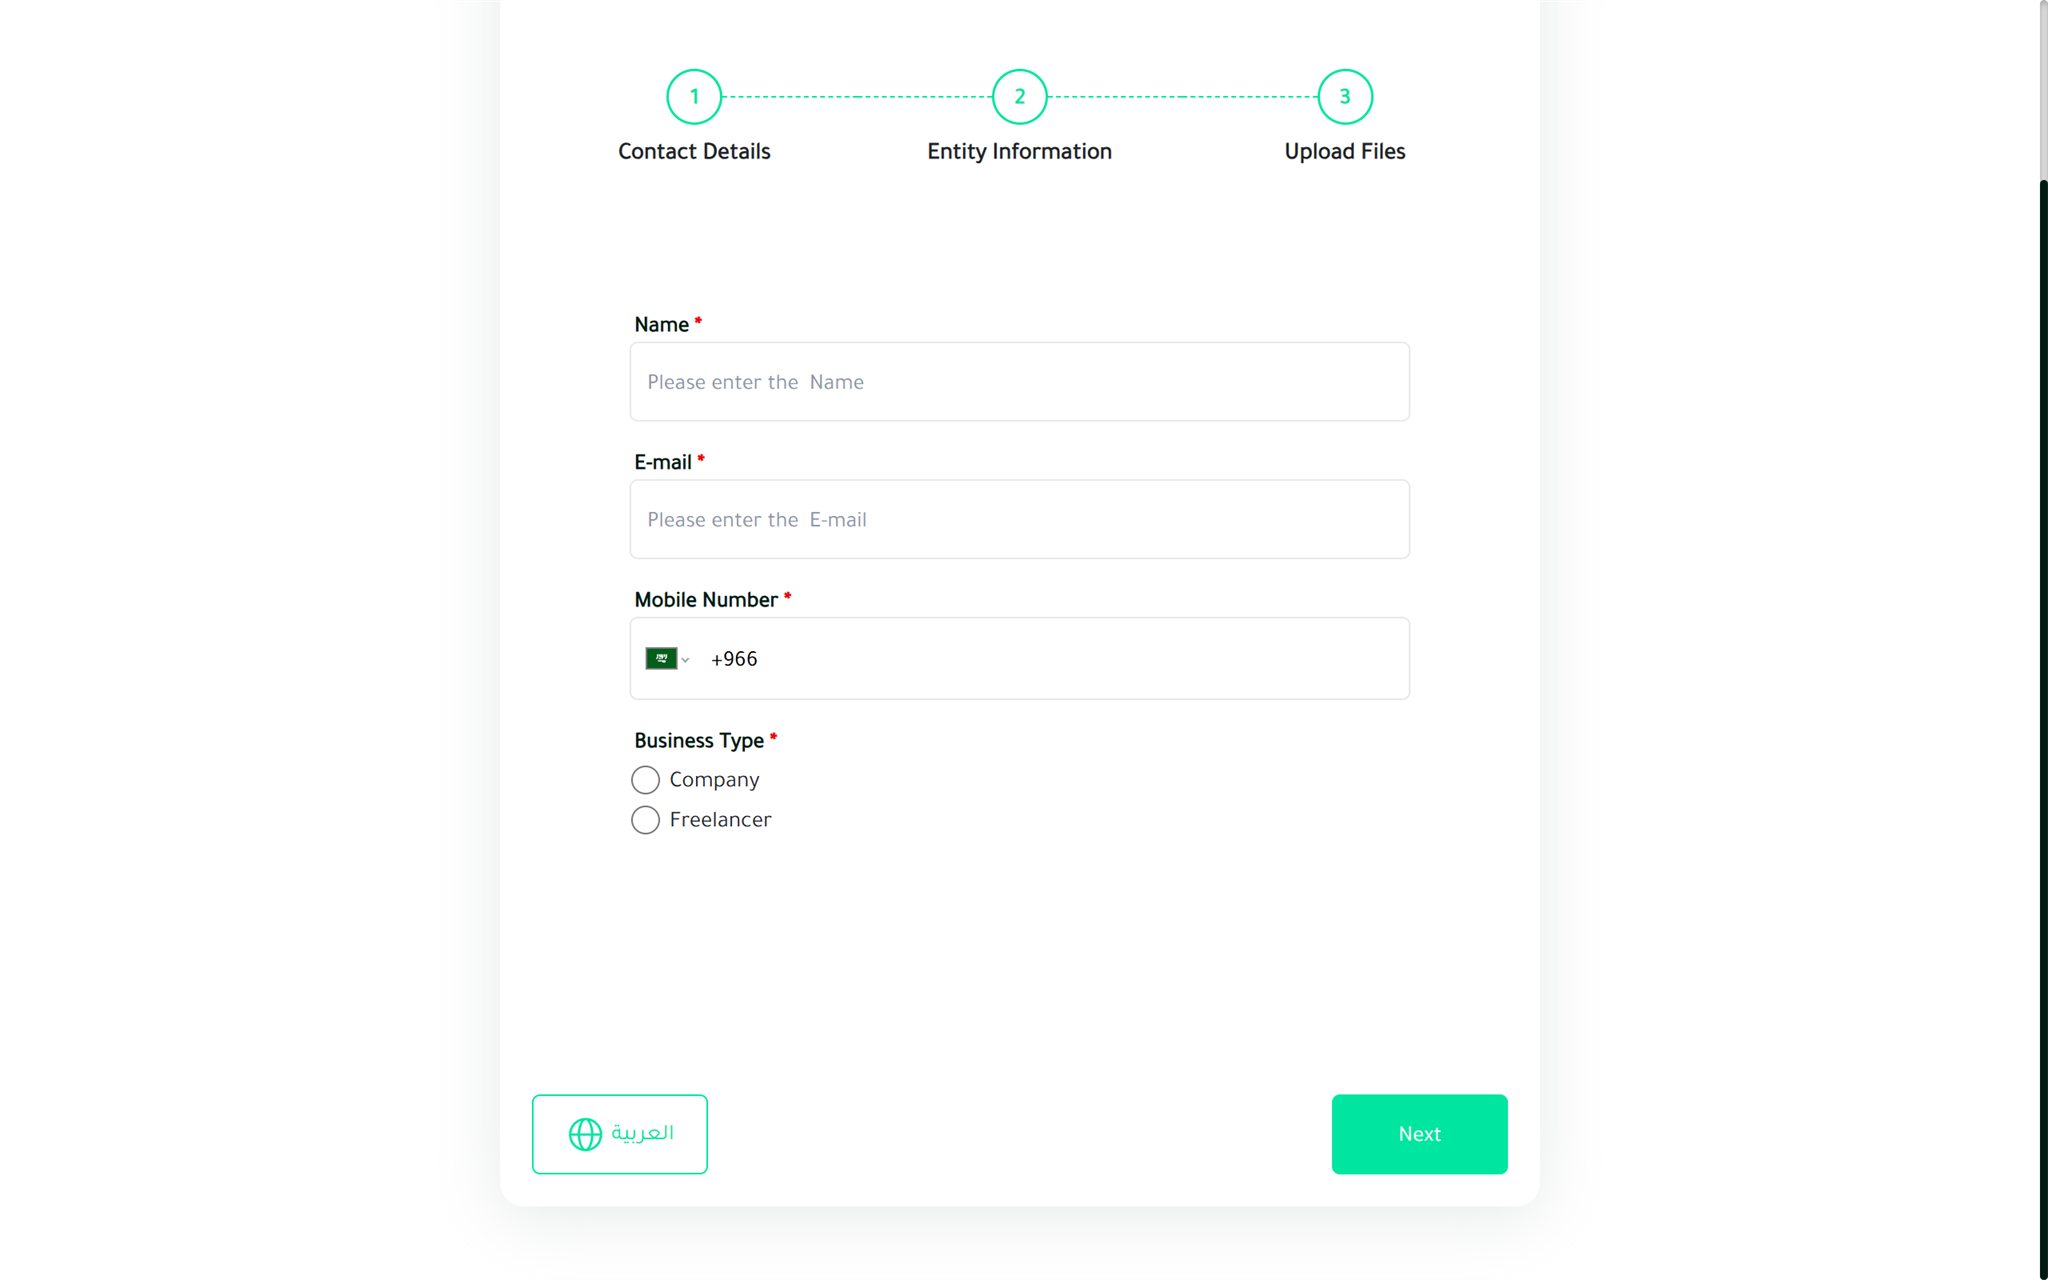 1
2
3
Contact Details
Entity Information
Upload Files
Name *
Please enter the  Name
E-mail *
Please enter the  E-mail
Mobile Number *
+966
Business Type *
Company
Freelancer
العربية
Next